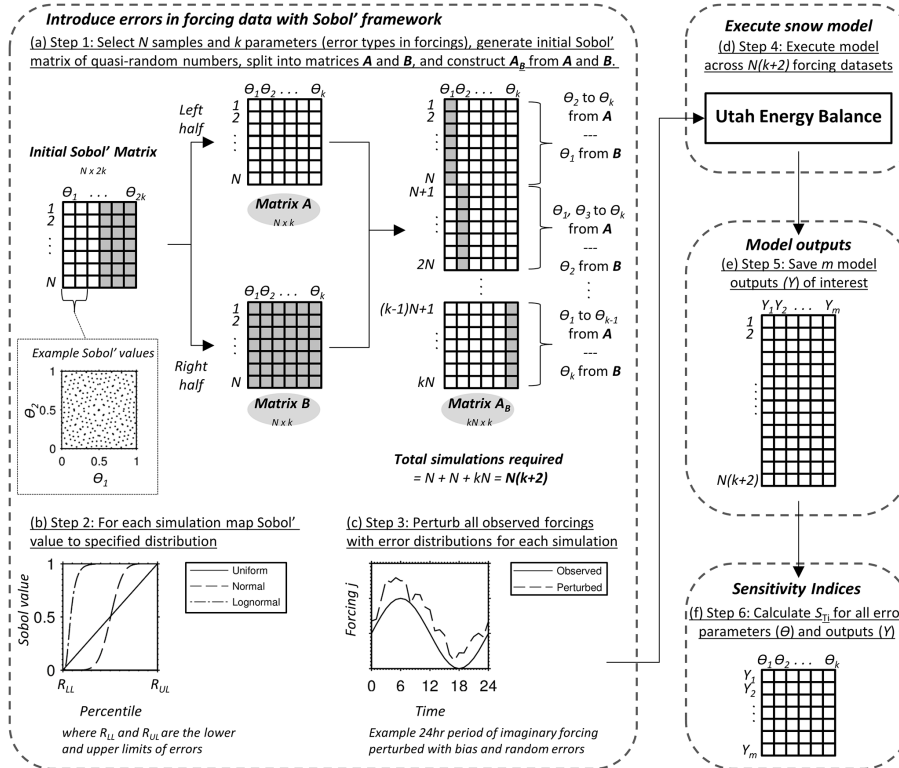 Introduce errors in forcing data with Sobol' framework
(a) Step 1: Select N samples and k parameters (error types in forcings), generate initial Sobol'
matrix of quasi-random numbers, split into matrices A and B, and construct A_B from A and B.
Initial Sobol' Matrix
N x 2k
Θ1 . . . Θ2k
1
2
⋮
N
Left
half
Right
half
Θ1Θ2 . . . Θk
1
2
⋮
N
Matrix A
N x k
Θ1Θ2 . . . Θk
1
2
⋮
N
Matrix B
N x k
Θ1 . . . Θk
1
2
⋮
N
N+1
⋮
2N
(k-1)N+1
⋮
kN
Matrix AB
kN x k
Θ2 to Θk
from A
---
Θ1 from B
Θ1, Θ3 to Θk
from A
---
Θ2 from B
⋮
Θ1 to Θk-1
from A
---
Θk from B
Total simulations required
= N + N + kN = N(k+2)
Example Sobol' values
1
Θ2 0.5
0
0 0.5 1
Θ1
(b) Step 2: For each simulation map Sobol'
value to specified distribution
Sobol value
1
0.5
0
RLL RUL
Percentile
Uniform
Normal
Lognormal
where RLL and RUL are the lower
and upper limits of errors
(c) Step 3: Perturb all observed forcings
with error distributions for each simulation
Forcing j
0 6 12 18 24
Time
Observed
Perturbed
Example 24hr period of imaginary forcing
perturbed with bias and random errors
Execute snow model
(d) Step 4: Execute model
across N(k+2) forcing datasets
Utah Energy Balance
Model outputs
(e) Step 5: Save m model
outputs (Y) of interest
Y1Y2 . . . Ym
1
2
⋮
N(k+2)
Sensitivity Indices
(f) Step 6: Calculate STi for all error
parameters (Θ) and outputs (Y)
Θ1Θ2 . . . Θk
Y1
Y2
⋮
Ym